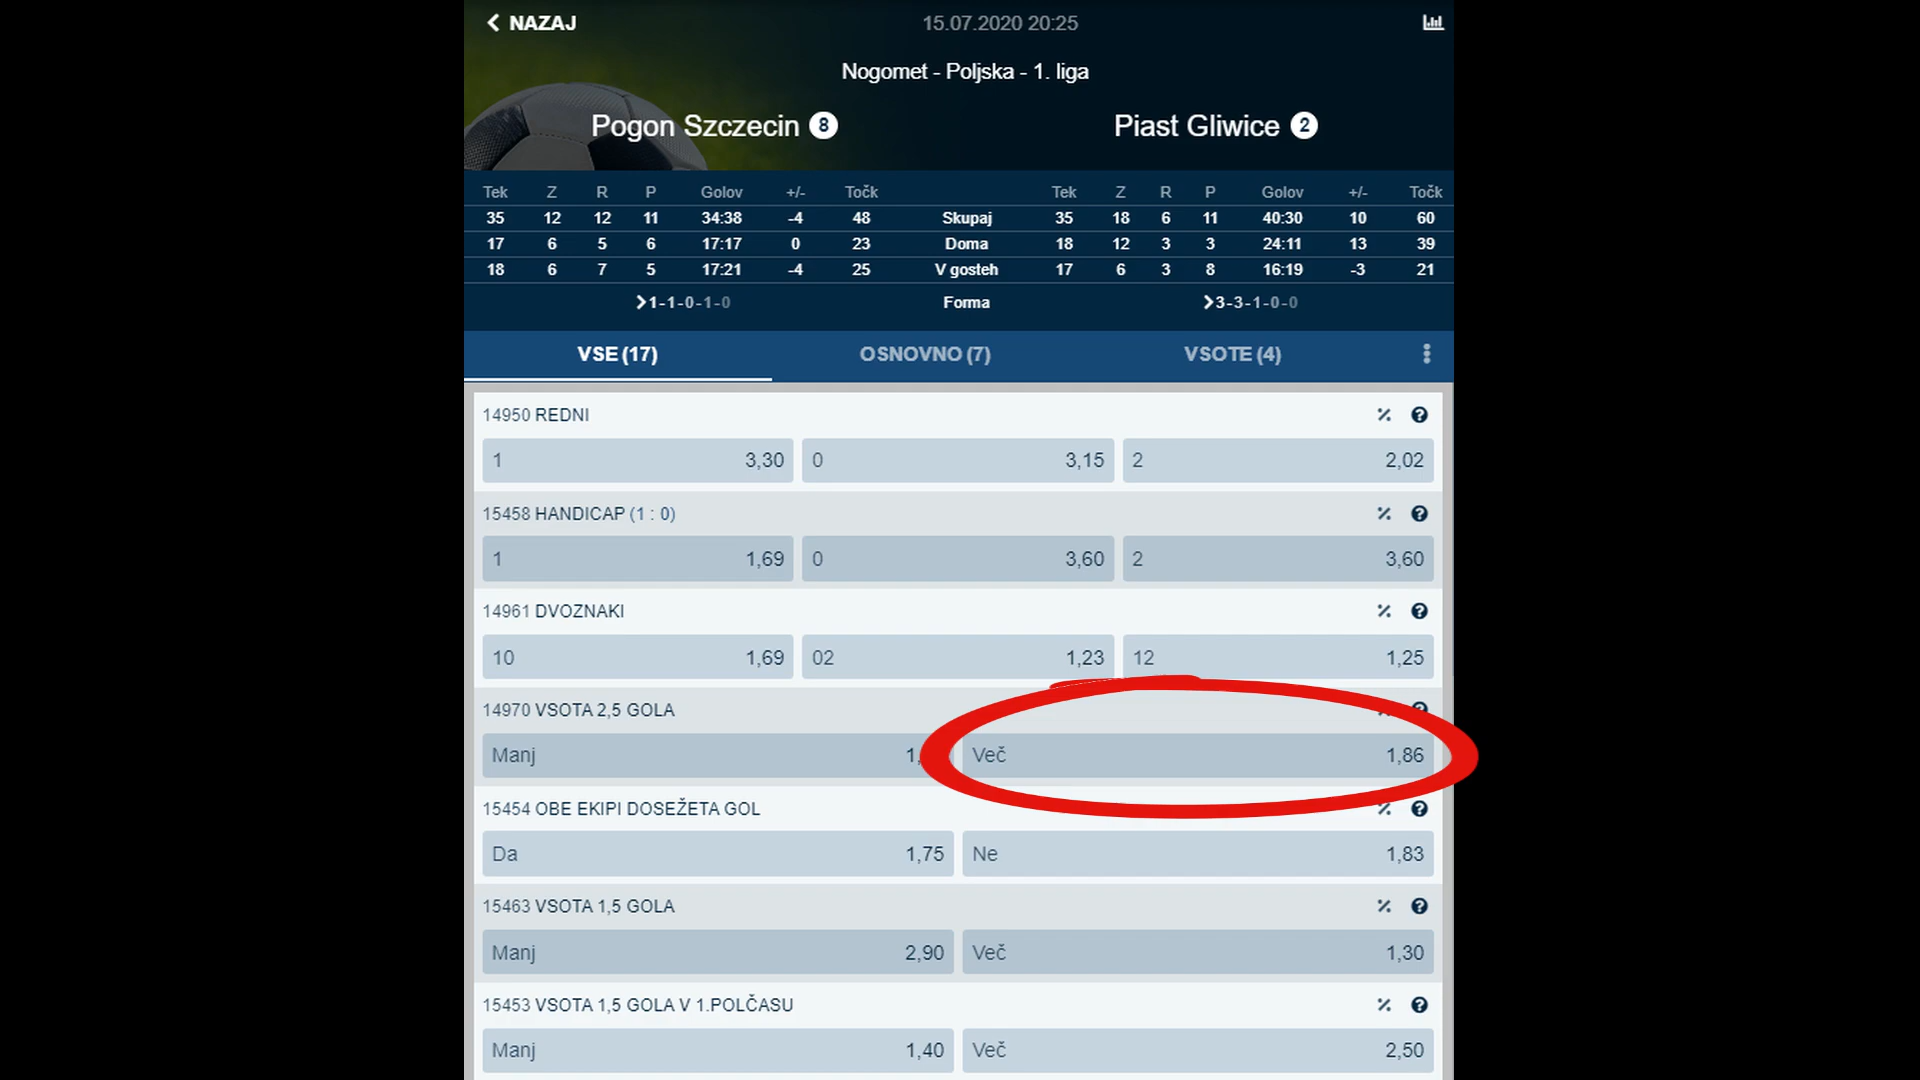 NAZAJ 15.07.2020 20:25
Nogomet - Poljska - 1. liga
Pogon Szczecin 8 Piast Gliwice 2
Tek Z R P Golov +/- Točk Tek Z R P Golov +/- Točk
35 12 12 11 34:38 -4 48 Skupaj 35 18 6 11 40:30 10 60
17 6 5 6 17:17 0 23 Doma 18 12 3 3 24:11 13 39
18 6 7 5 17:21 -4 25 V gosteh 17 6 3 8 16:19 -3 21
1-1-0-1-0 Forma 3-3-1-0-0
VSE (17) OSNOVNO (7) VSOTE (4)
14950 REDNI
1 3,30 0 3,15 2 2,02
15458 HANDICAP (1 : 0)
1 1,69 0 3,60 2 3,60
14961 DVOZNAKI
10 1,69 02 1,23 12 1,25
14970 VSOTA 2,5 GOLA
Manj Več 1,86
15454 OBE EKIPI DOSEŽETA GOL
Da 1,75 Ne 1,83
15463 VSOTA 1,5 GOLA
Manj 2,90 Več 1,30
15453 VSOTA 1,5 GOLA V 1.POLČASU
Manj 1,40 Več 2,50